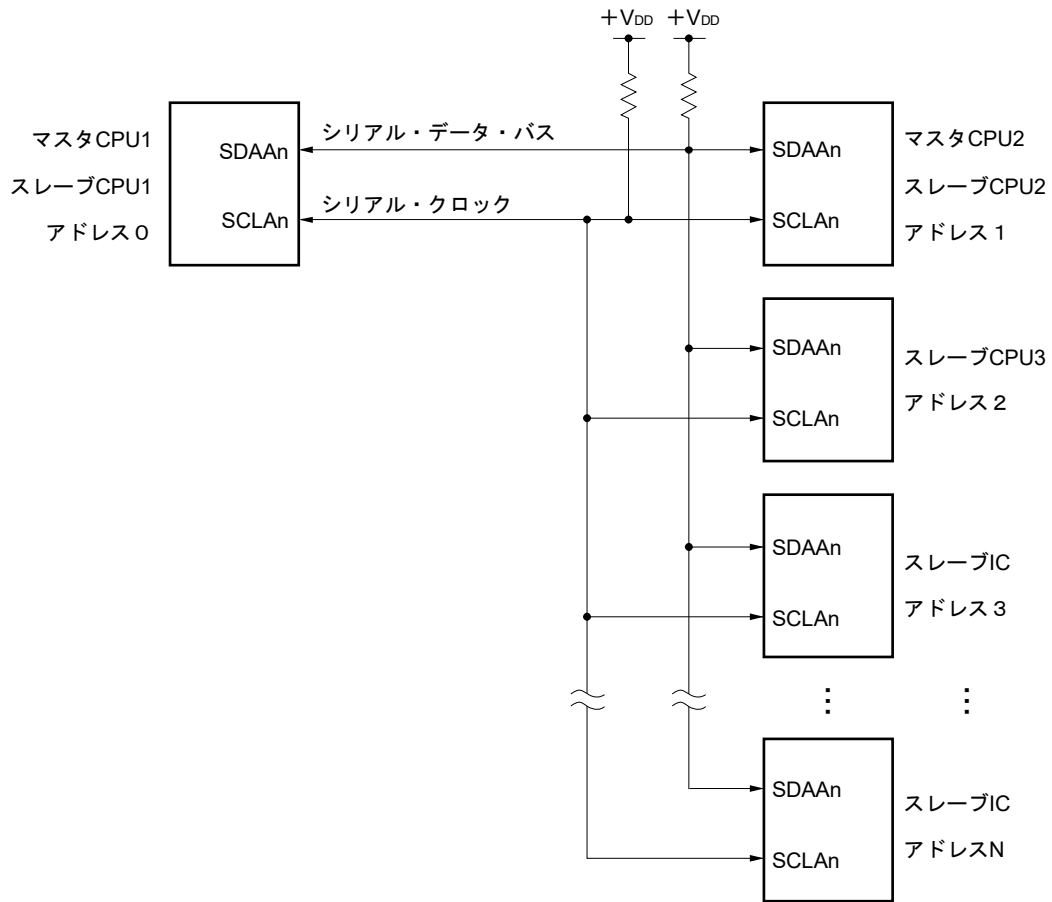 ＋VDD ＋VDD
マスタCPU1
スレーブCPU1
アドレス０
SDAAn
SCLAn
シリアル・データ・バス
シリアル・クロック
SDAAn
SCLAn
マスタCPU2
スレーブCPU2
アドレス１
SDAAn
SCLAn
スレーブCPU3
アドレス２
SDAAn
SCLAn
スレーブIC
アドレス３
SDAAn
SCLAn
スレーブIC
アドレスN